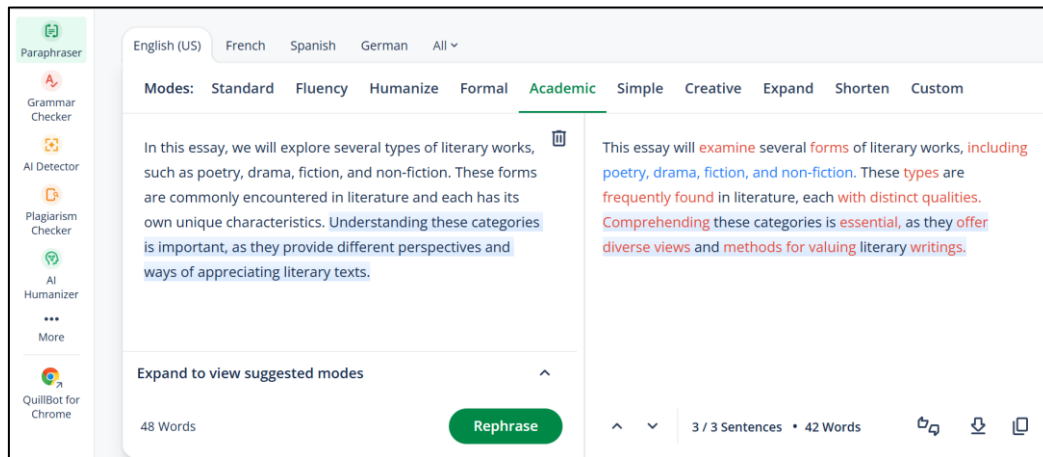 Paraphraser
Grammar
Checker
AI Detector
Plagiarism
Checker
AI
Humanizer
More
QuillBot for
Chrome
English (US) French Spanish German All
Modes: Standard Fluency Humanize Formal Academic Simple Creative Expand Shorten Custom
In this essay, we will explore several types of literary works,
such as poetry, drama, fiction, and non-fiction. These forms
are commonly encountered in literature and each has its
own unique characteristics. Understanding these categories
is important, as they provide different perspectives and
ways of appreciating literary texts.
Expand to view suggested modes
48 Words
Rephrase
This essay will examine several forms of literary works, including
poetry, drama, fiction, and non-fiction. These types are
frequently found in literature, each with distinct qualities.
Comprehending these categories is essential, as they offer
diverse views and methods for valuing literary writings.
3 / 3 Sentences • 42 Words